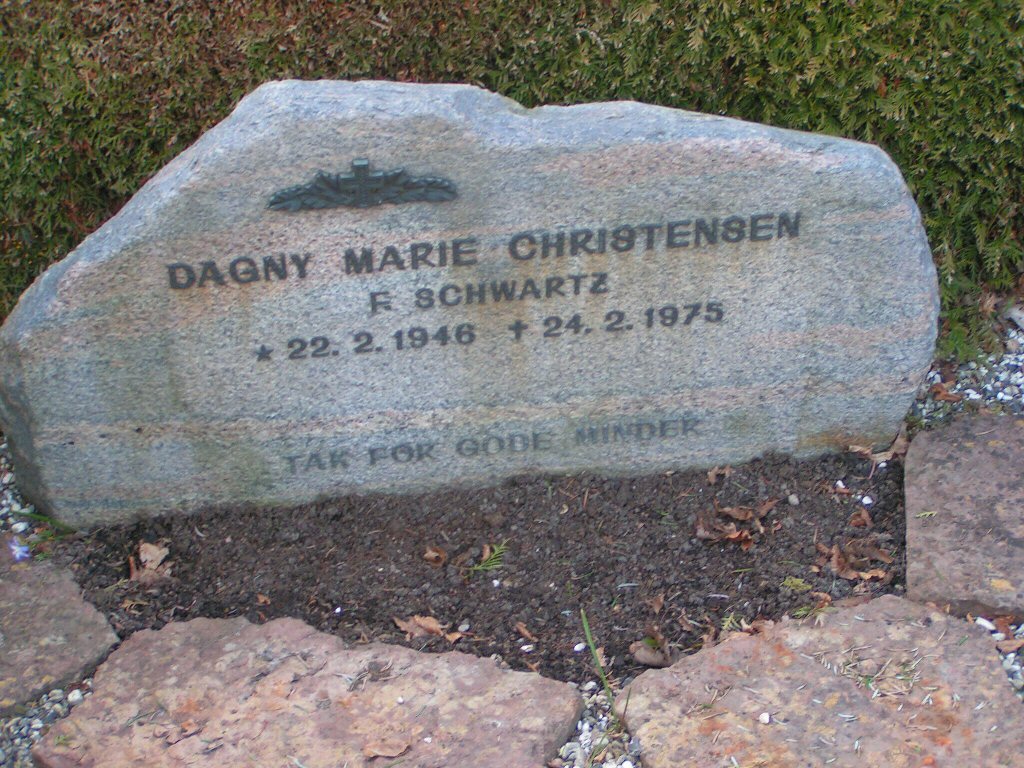 DAGNY MARIE CHRISTENSEN
F. SCHWARTZ
★ 22. 2. 1946 ✝ 24. 2. 1975
TAK FOR GODE MINDER